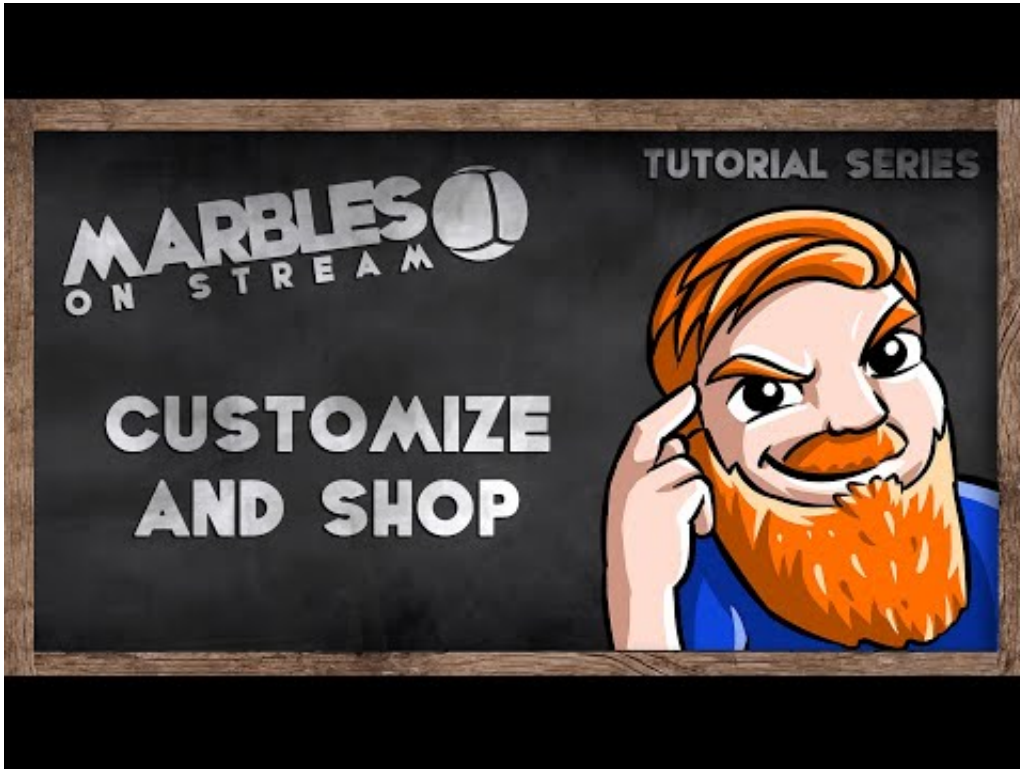 TUTORIAL SERIES
MARBLES
ON STREAM
CUSTOMIZE
AND SHOP